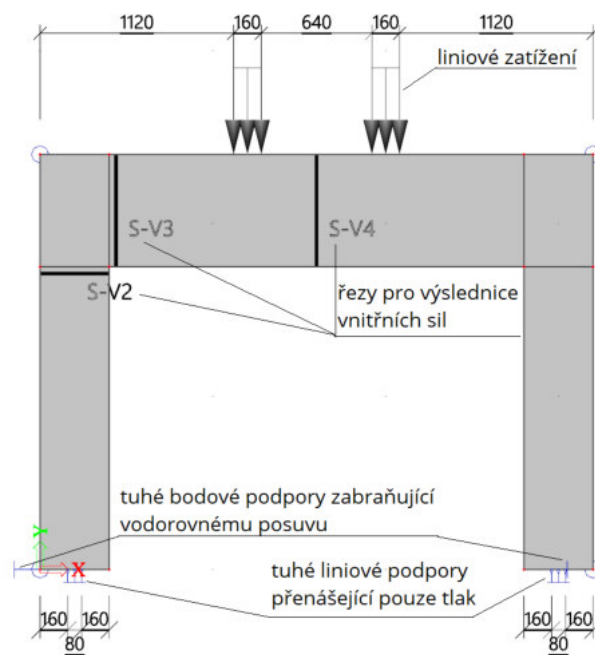 1120 160 640 160 1120
liniové zatížení
S-V3
S-V4
S-V2
řezy pro výslednice
vnitřních sil
tuhé bodové podpory zabraňující
vodorovnému posuvu
Y
X
tuhé liniové podpory
přenášející pouze tlak
160 160 160 160
80 80